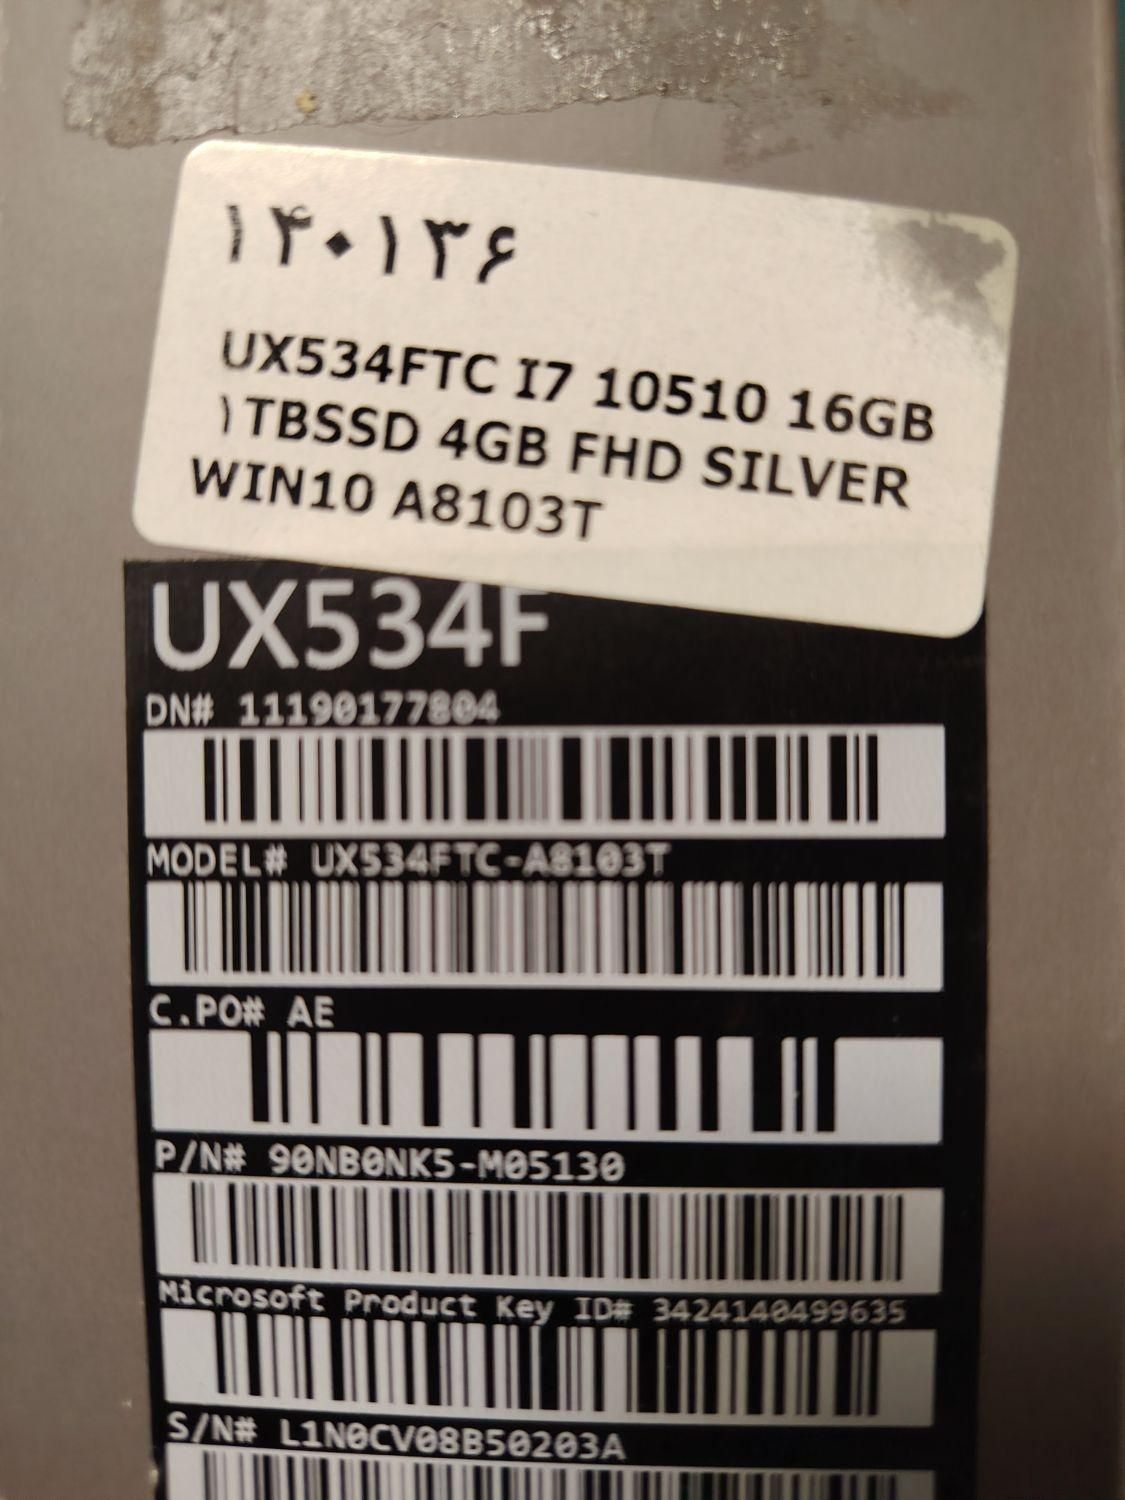 ۱۴۰۱۳۶
UX534FTC I7 10510 16GB
۱TBSSD 4GB FHD SILVER
WIN10 A8103T
UX534F
DN# 11190177804
MODEL# UX534FTC-A8103T
C.PO# AE
P/N# 90NB0NK5-M05130
Microsoft Product Key ID# 3424140499635
S/N# L1N0CV08B50203A